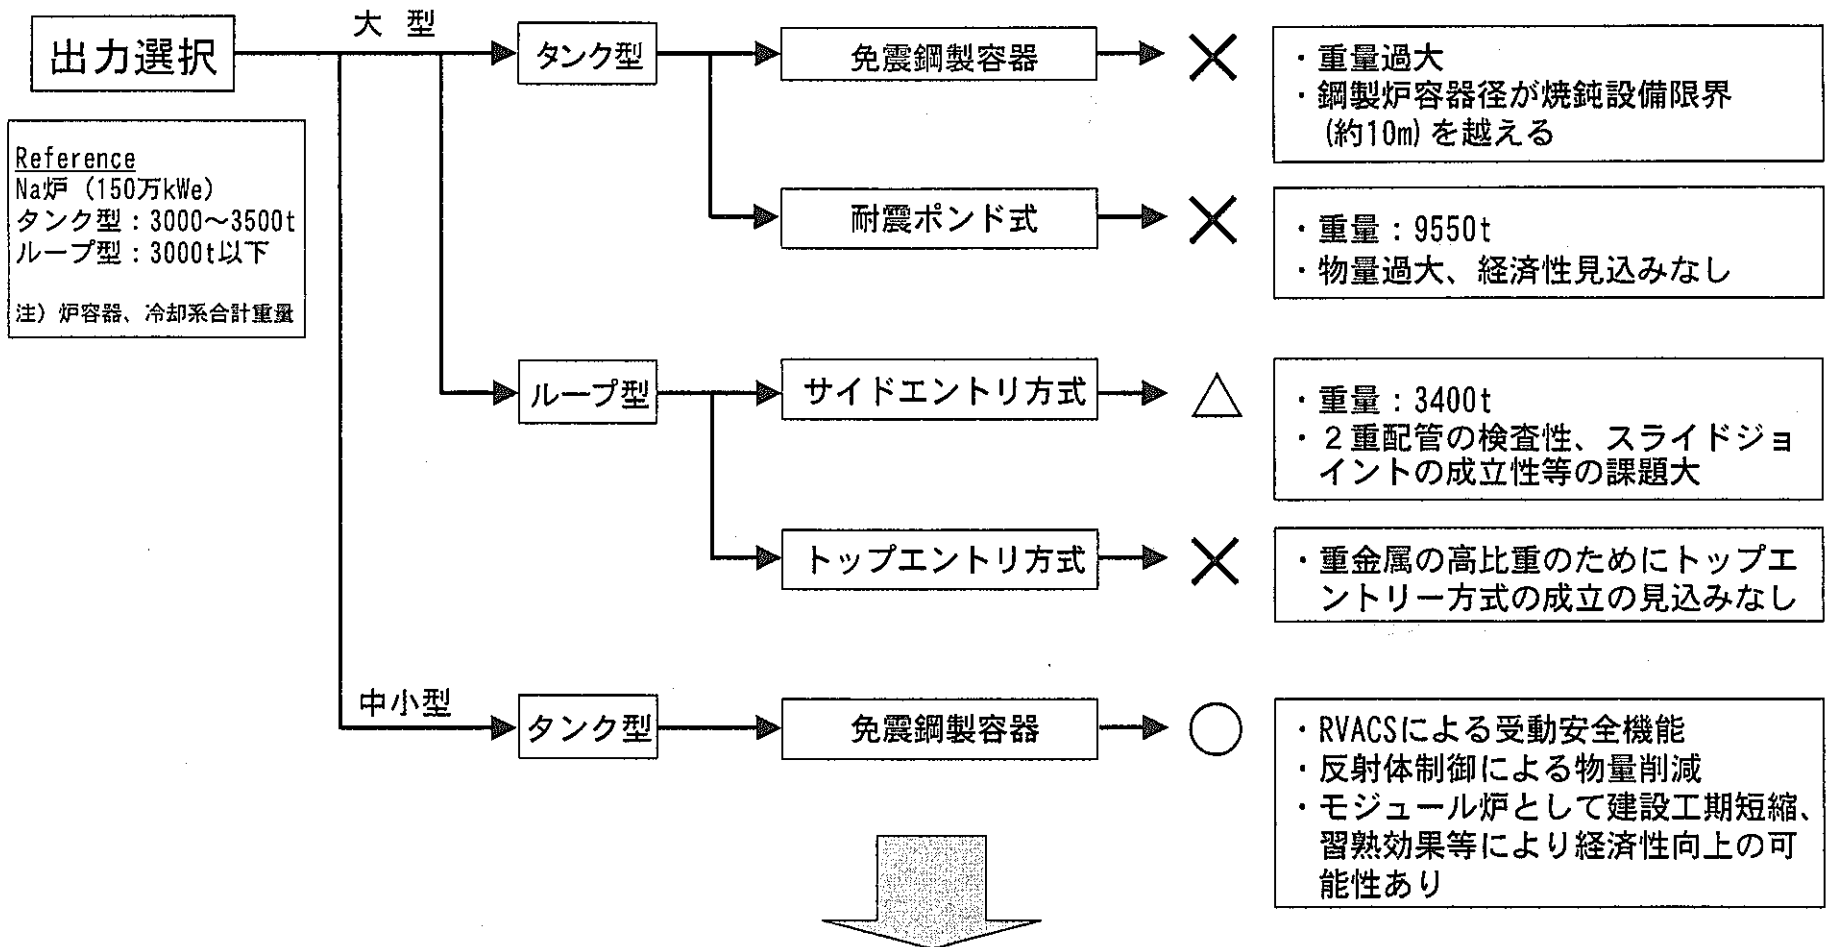 出力選択
大 型
タンク型
免震鋼製容器
×
・重量過大
・鋼製炉容器径が焼鈍設備限界
(約10m)を越える
Reference
Na炉 (150万kWe)
タンク型：3000～3500t
ループ型：3000t以下
注) 炉容器、冷却系合計重量
耐震ポンド式
×
・重量：9550t
・物量過大、経済性見込みなし
ループ型
サイドエントリ方式
△
・重量：3400t
・２重配管の検査性、スライドジョ
イントの成立性等の課題大
トップエントリ方式
×
・重金属の高比重のためにトップエ
ントリー方式の成立の見込みなし
中小型
タンク型
免震鋼製容器
○
・RVACSによる受動安全機能
・反射体制御による物量削減
・モジュール炉として建設工期短縮、
習熟効果等により経済性向上の可
能性あり